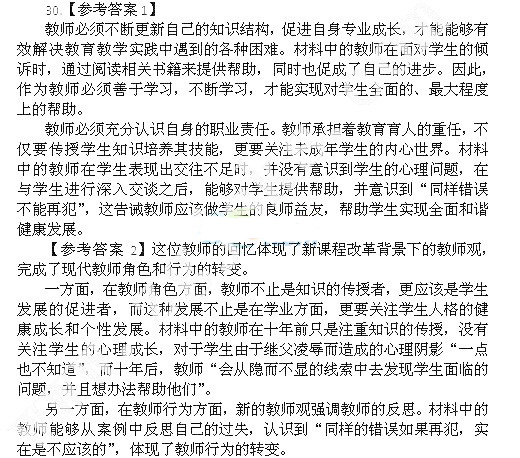 30.【参考答案1】
教师必须不断更新自己的知识结构，促进自身专业成长，才能能够有
效解决教育教学实践中遇到的各种困难。材料中的教师在面对学生的倾
诉时，通过阅读相关书籍来提供帮助，同时也促成了自己的进步。因此，
作为教师必须善于学习，不断学习，才能实现对学生全面的、最大程度
上的帮助。
教师必须充分认识自身的职业责任。教师承担着教育育人的重任，不
仅要传授学生知识培养其技能，更要关注未成年学生的内心世界。材料
中的教师在学生表现出交往不足时，并没有意识到学生的心理问题，在
与学生进行深入交谈之后，能够对学生提供帮助，并意识到“同样错误
不能再犯”，这告诫教师应该做学生的良师益友，帮助学生实现全面和谐
健康发展。
【参考答案 2】这位教师的回忆体现了新课程改革背景下的教师观，
完成了现代教师角色和行为的转变。
一方面，在教师角色方面，教师不止是知识的传授者，更应该是学生
发展的促进者，而这种发展不止是在学业方面，更要关注学生人格的健
康成长和个性发展。材料中的教师在十年前只是注重知识的传授，没有
关注学生的心理成长，对于学生由于继父凌辱而造成的心理阴影“一点
也不知道”，而十年后，教师“会从隐而不显的线索中去发现学生面临的
问题，并且想办法帮助他们”。
另一方面，在教师行为方面，新的教师观强调教师的反思。材料中的
教师能够从案例中反思自己的过失，认识到“同样的错误如果再犯，实
在是不应该的”，体现了教师行为的转变。